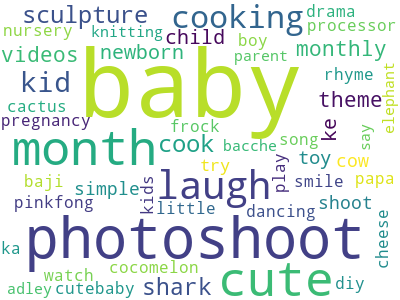 sculpture
cooking
drama
processor
nursery
knitting
child
boy
monthly
videos
newborn
parent
kid
baby
rhyme
elephant
cactus
theme
pregnancy
frock
month
cook
bacche
song
ke
say
try
toy
cow
baji
simple
laugh
play
smile
papa
pinkfong
kids
little
dancing
shoot
photoshoot
cheese
ka
cocomelon
watch
shark
cute
diy
adley
cutebaby